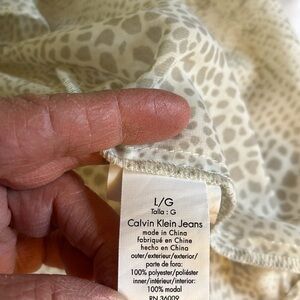 L/G
Talla : G
Calvin Klein Jeans
made in China
fabriqué en Chine
hecho en China
outer/exterieur/exterior/
parte de fora:
100% polyester/poliéster
inner/intérieur/interior:
100% modal
RN 36009